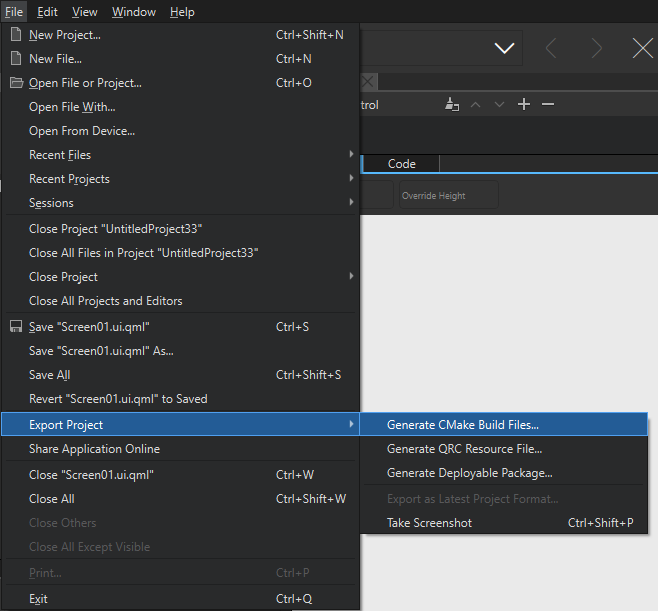 File Edit View Window Help
New Project... Ctrl+Shift+N
New File... Ctrl+N
Open File or Project... Ctrl+O
trol
Open File With...
Open From Device...
Recent Files
Code
Recent Projects
Override Height
Sessions
Close Project "UntitledProject33"
Close All Files in Project "UntitledProject33"
Close Project
Close All Projects and Editors
Save "Screen01.ui.qml" Ctrl+S
Save "Screen01.ui.qml" As...
Save All Ctrl+Shift+S
Revert "Screen01.ui.qml" to Saved
Export Project
Generate CMake Build Files...
Share Application Online
Generate QRC Resource File...
Close "Screen01.ui.qml" Ctrl+W
Generate Deployable Package...
Close All Ctrl+Shift+W
Export as Latest Project Format...
Close Others
Take Screenshot Ctrl+Shift+P
Close All Except Visible
Print... Ctrl+P
Exit Ctrl+Q